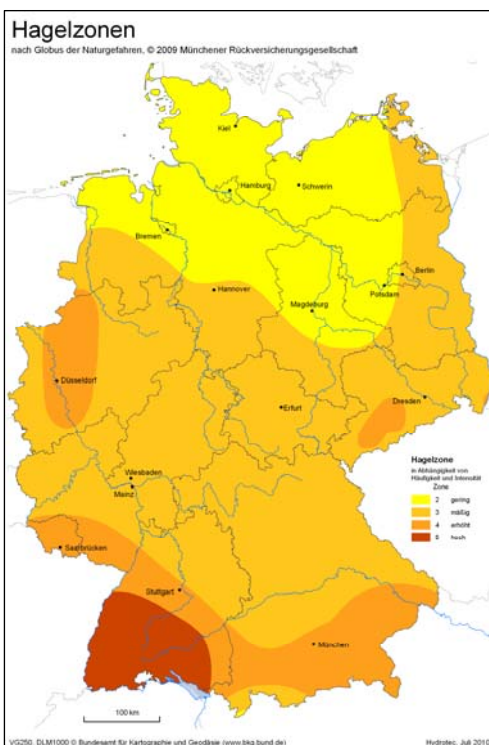 Hagelzonen
nach Globus der Naturgefahren, © 2009 Münchener Rückversicherungsgesellschaft
Kiel
Hamburg
Schwerin
Bremen
Berlin
Potsdam
Hannover
Magdeburg
Düsseldorf
Dresden
Erfurt
Wiesbaden
Mainz
Saarbrücken
Stuttgart
München
Hagelzone
in Abhängigkeit von
Häufigkeit und Intensität
Zone
2 gering
3 mäßig
4 erhöht
5 hoch
100 km
VG250, DLM1000 © Bundesamt für Kartographie und Geodäsie (www.bkg.bund.de)
Hydrotec, Juli 2010